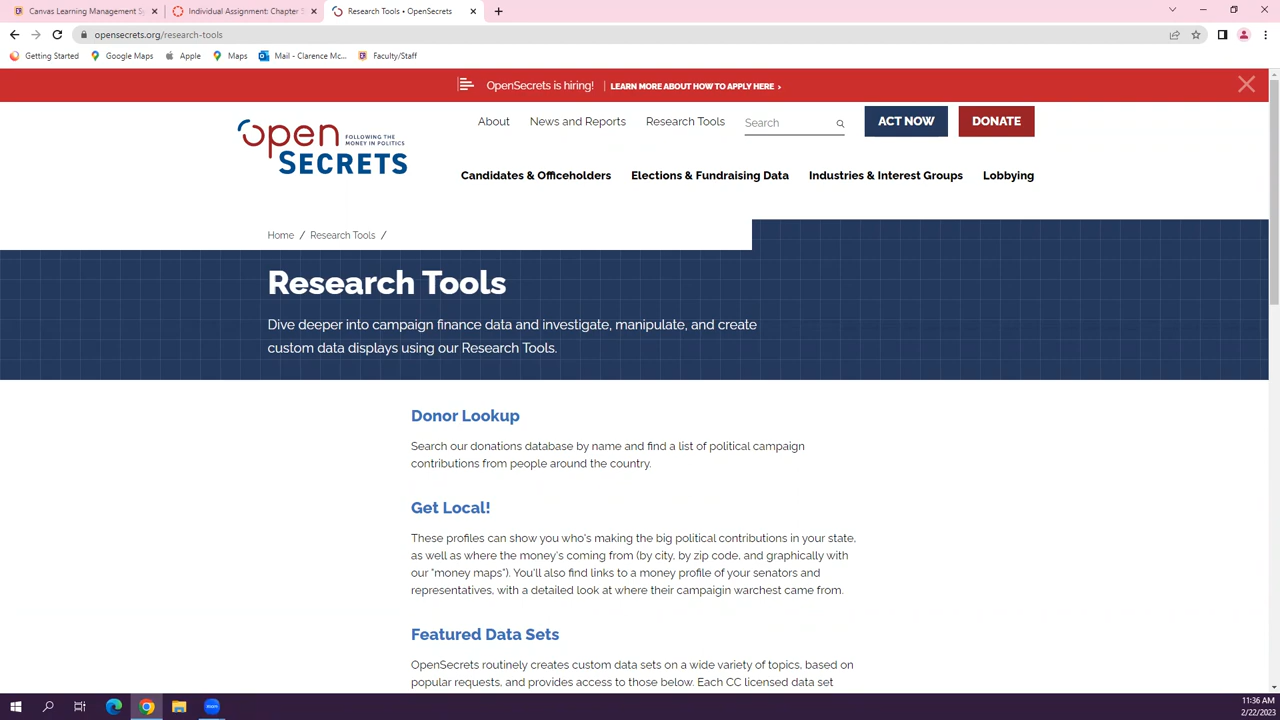 Canvas Learning Management S
Individual Assignment: Chapter 5
Research Tools • OpenSecrets
opensecrets.org/research-tools
Getting Started
Google Maps
Apple
Maps
Mail - Clarence Mc...
Faculty/Staff
OpenSecrets is hiring! | LEARN MORE ABOUT HOW TO APPLY HERE ›
About
News and Reports
Research Tools
Search
ACT NOW
DONATE
open SECRETS
FOLLOWING THE
MONEY IN POLITICS
Candidates & Officeholders
Elections & Fundraising Data
Industries & Interest Groups
Lobbying
Home / Research Tools /
Research Tools
Dive deeper into campaign finance data and investigate, manipulate, and create
custom data displays using our Research Tools.
Donor Lookup
Search our donations database by name and find a list of political campaign
contributions from people around the country.
Get Local!
These profiles can show you who's making the big political contributions in your state,
as well as where the money's coming from (by city, by zip code, and graphically with
our "money maps"). You'll also find links to a money profile of your senators and
representatives, with a detailed look at where their campaigin warchest came from.
Featured Data Sets
OpenSecrets routinely creates custom data sets on a wide variety of topics, based on
popular requests, and provides access to those below. Each CC licensed data set
11:36 AM
2/22/2023